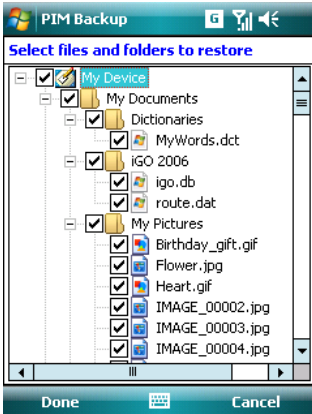 PIM Backup G
Select files and folders to restore
My Device
My Documents
Dictionaries
MyWords.dct
iGO 2006
igo.db
route.dat
My Pictures
Birthday_gift.gif
Flower.jpg
Heart.gif
IMAGE_00002.jpg
IMAGE_00003.jpg
IMAGE_00004.jpg
Done Cancel